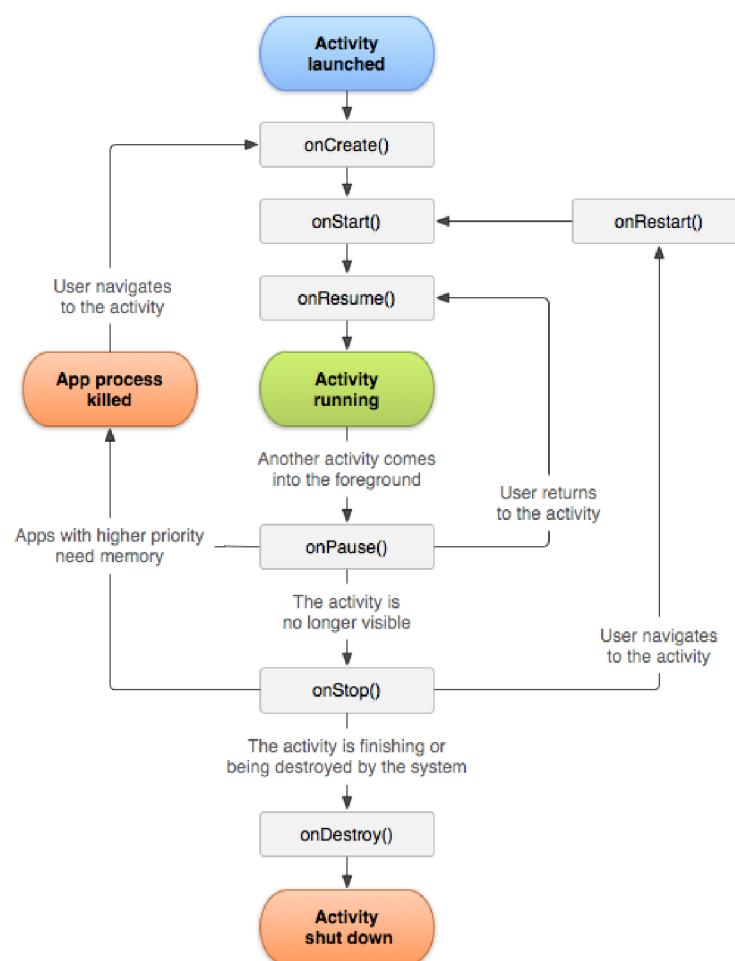 Activity
launched
onCreate()
onStart()
onRestart()
User navigates
to the activity
onResume()
App process
killed
Activity
running
Another activity comes
into the foreground
User returns
to the activity
Apps with higher priority
need memory
onPause()
The activity is
no longer visible
User navigates
to the activity
onStop()
The activity is finishing or
being destroyed by the system
onDestroy()
Activity
shut down